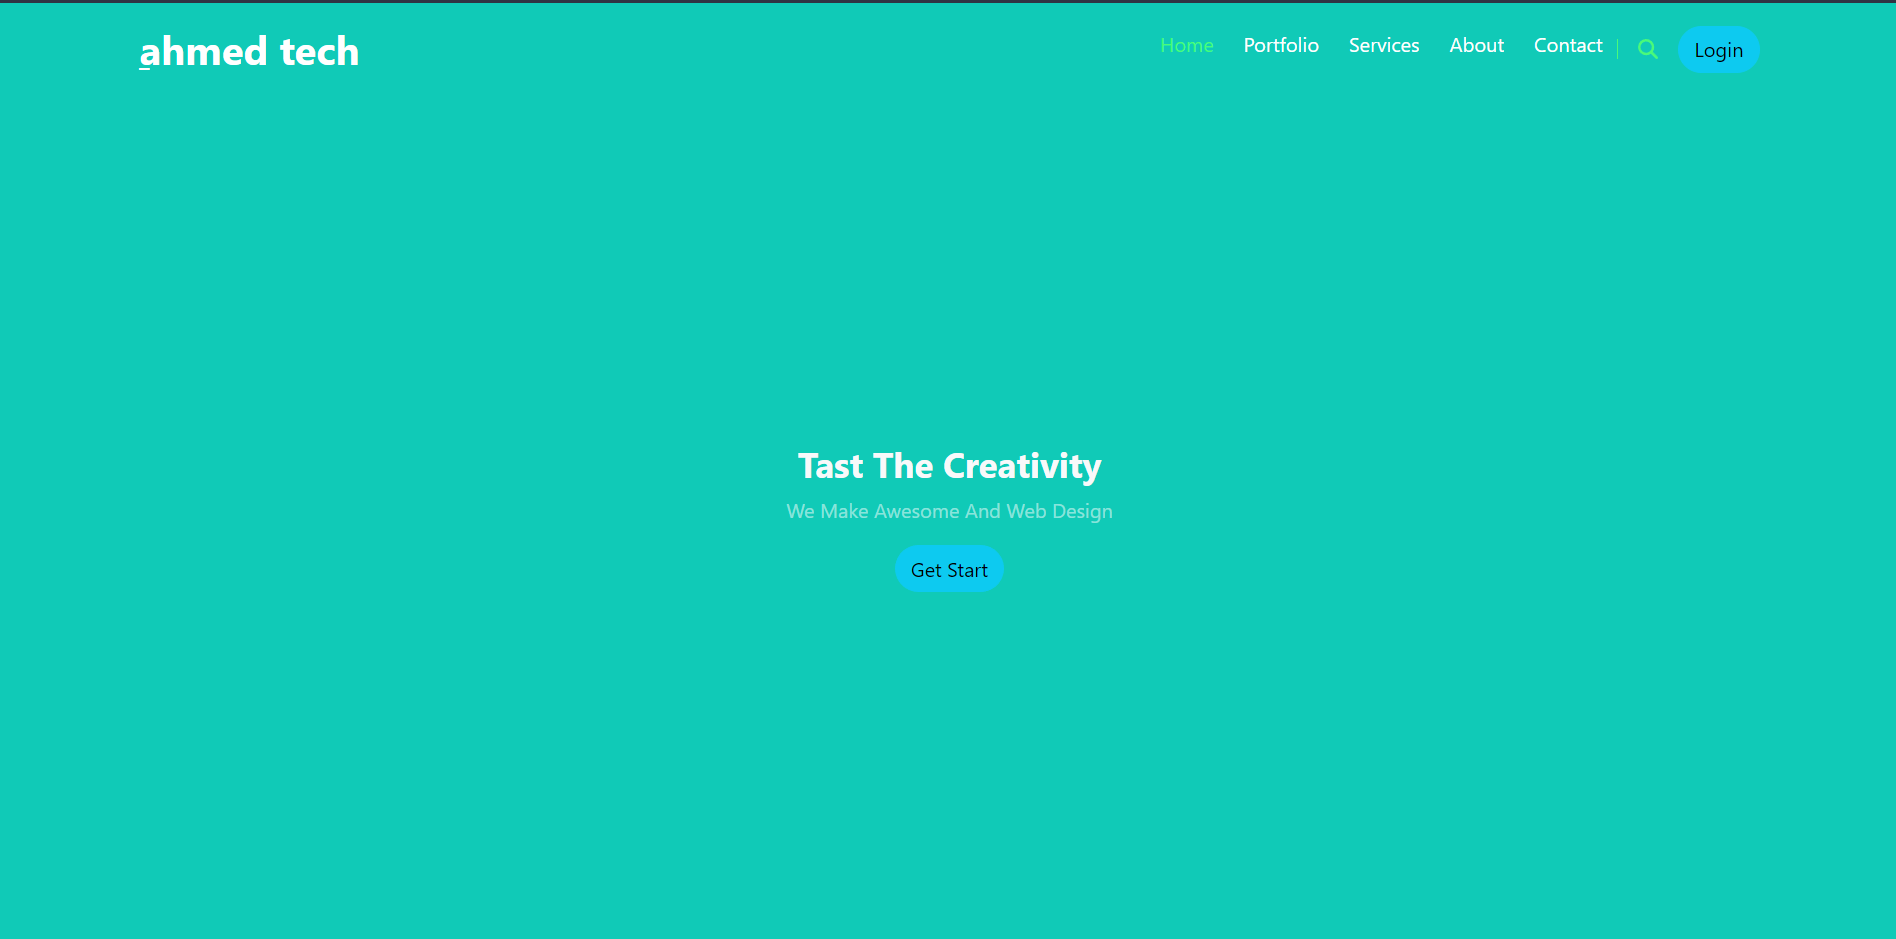 ahmed tech
Home Portfolio Services About Contact Login
Tast The Creativity
We Make Awesome And Web Design
Get Start